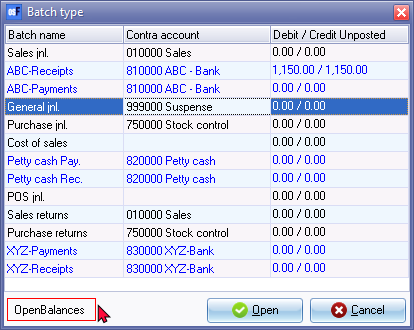 Batch type
Batch name Contra account Debit / Credit Unposted
Sales jnl. 010000 Sales 0.00 / 0.00
ABC-Receipts 810000 ABC - Bank 1,150.00 / 1,150.00
ABC-Payments 810000 ABC - Bank 0.00 / 0.00
General jnl. 999000 Suspense 0.00 / 0.00
Purchase jnl. 750000 Stock control 0.00 / 0.00
Cost of sales 0.00 / 0.00
Petty cash Pay. 820000 Petty cash 0.00 / 0.00
Petty cash Rec. 820000 Petty cash 0.00 / 0.00
POS jnl. 0.00 / 0.00
Sales returns 010000 Sales 0.00 / 0.00
Purchase returns 750000 Stock control 0.00 / 0.00
XYZ-Payments 830000 XYZ-Bank 0.00 / 0.00
XYZ-Receipts 830000 XYZ-Bank 0.00 / 0.00
OpenBalances Open Cancel